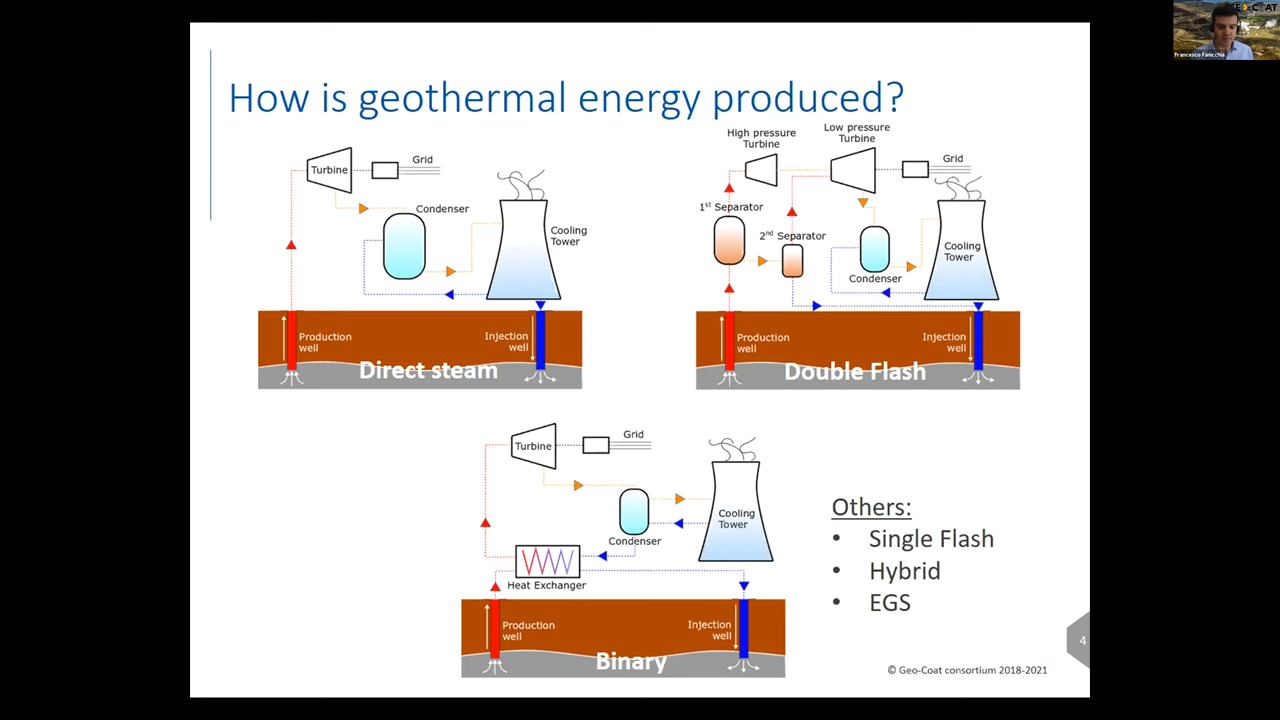 GEO-COAT
Francesco Fanicchia
How is geothermal energy produced?
Turbine
Grid
Condenser
Cooling
Tower
Production
well
Injection
well
Direct steam
High pressure
Turbine
Low pressure
Turbine
Grid
1st Separator
2nd Separator
Cooling
Tower
Condenser
Production
well
Injection
well
Double Flash
Turbine
Grid
Cooling
Tower
Condenser
Heat Exchanger
Production
well
Injection
well
Binary
Others:
• Single Flash
• Hybrid
• EGS
4
© Geo-Coat consortium 2018-2021